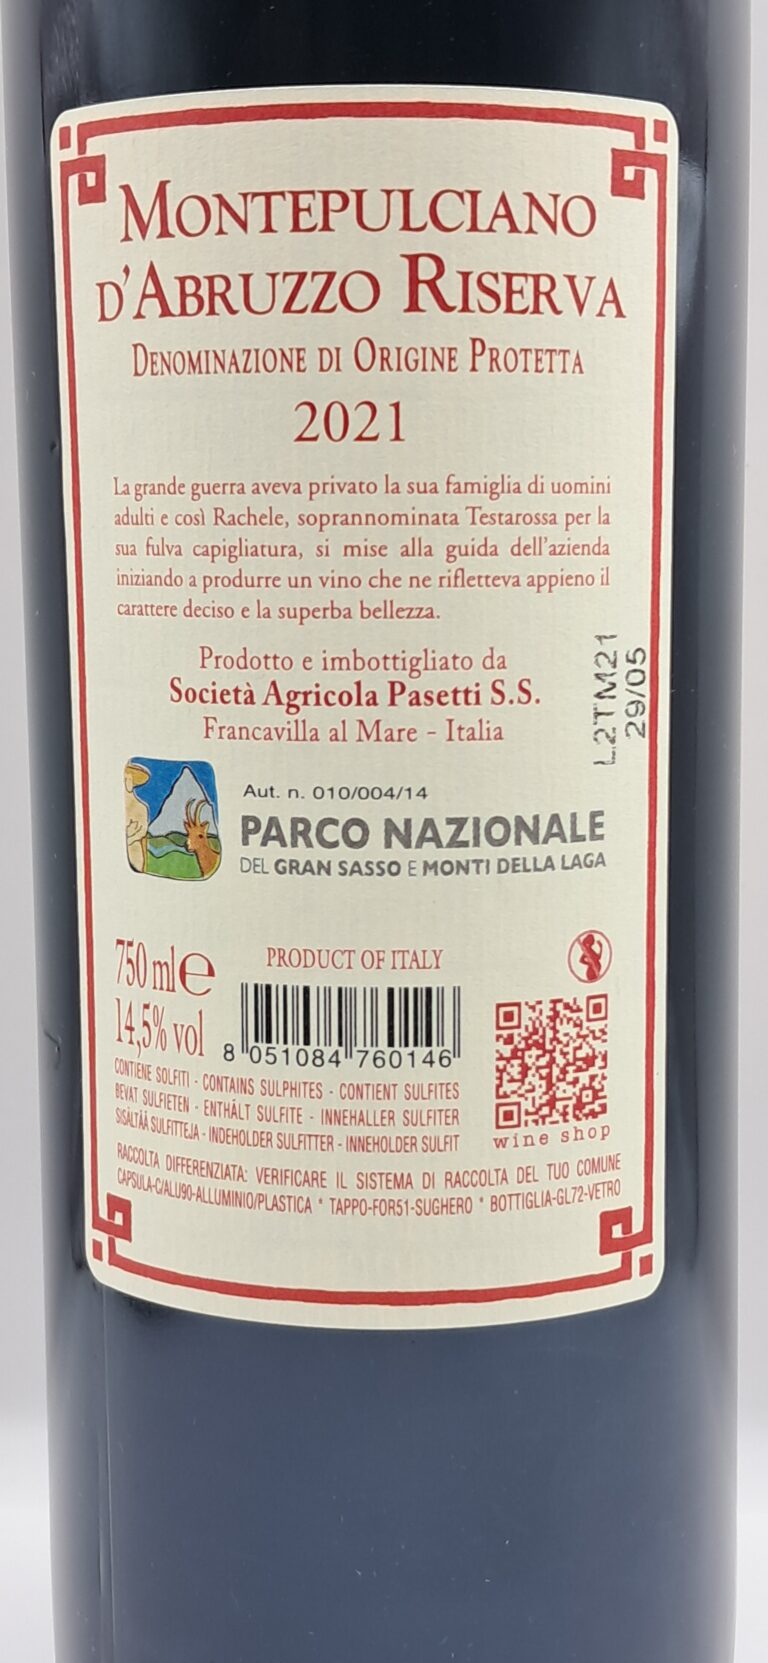 MONTEPULCIANO
D'ABRUZZO RISERVA
DENOMINAZIONE DI ORIGINE PROTETTA
2021
La grande guerra aveva privato la sua famiglia di uomini
adulti e così Rachele, soprannominata Testarossa per la
sua fulva capigliatura, si mise alla guida dell'azienda
iniziando a produrre un vino che ne rifletteva appieno il
carattere deciso e la superba bellezza.
Prodotto e imbottigliato da
Società Agricola Pasetti S.S.
Francavilla al Mare - Italia
L2TM21
29/05
Aut. n. 010/004/14
PARCO NAZIONALE
DEL GRAN SASSO E MONTI DELLA LAGA
750 ml e
PRODUCT OF ITALY
14,5% vol
8 051084 760146
wine shop
CONTIENE SOLFITI - CONTAINS SULPHITES - CONTIENT SULFITES
BEVAT SULFIETEN - ENTHÄLT SULFITE - INNEHALLER SULFITER
SISÄLTÄÄ SULFITTEJA - INDEHOLDER SULFITTER - INNEHOLDER SULFIT
RACCOLTA DIFFERENZIATA: VERIFICARE IL SISTEMA DI RACCOLTA DEL TUO COMUNE
CAPSULA-C/ALU90-ALLUMINIO/PLASTICA * TAPPO-FOR51-SUGHERO * BOTTIGLIA-GL72-VETRO